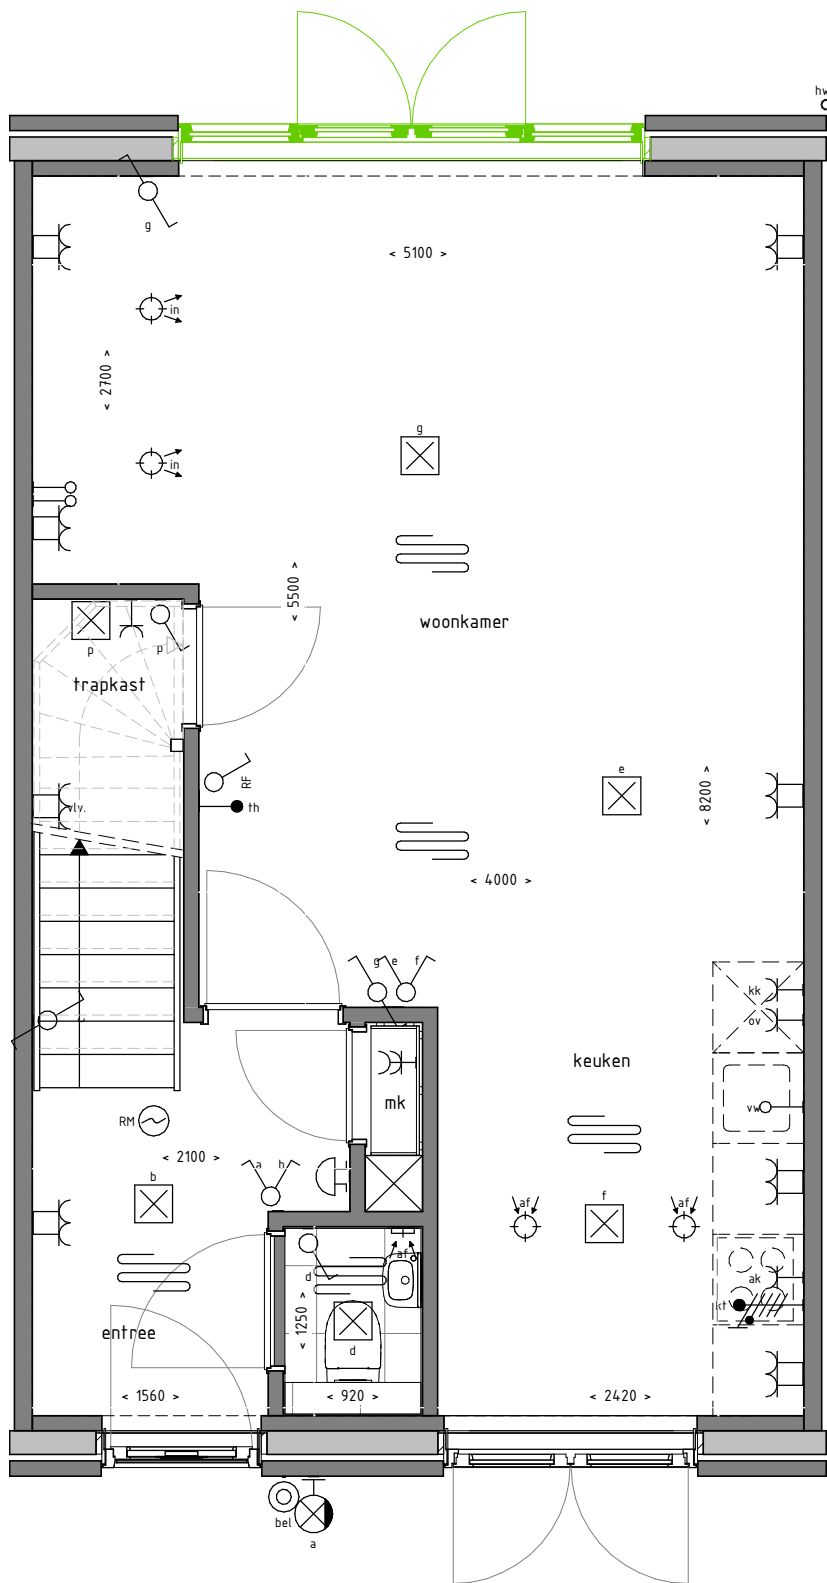 hw
g
< 5100 >
in
< 2700 >
g
in
< 5500 >
woonkamer
p
p
trapkast
e
RF
vlv.
th
< 8200 >
< 4000 >
g e f
kk
ov
keuken
mk
vw
RM
< 2100 >
a b
b
af
f
af
af
d
ak
kt
< 1250 >
entree
d
< 1560 >
< 920 >
< 2420 >
bel
a